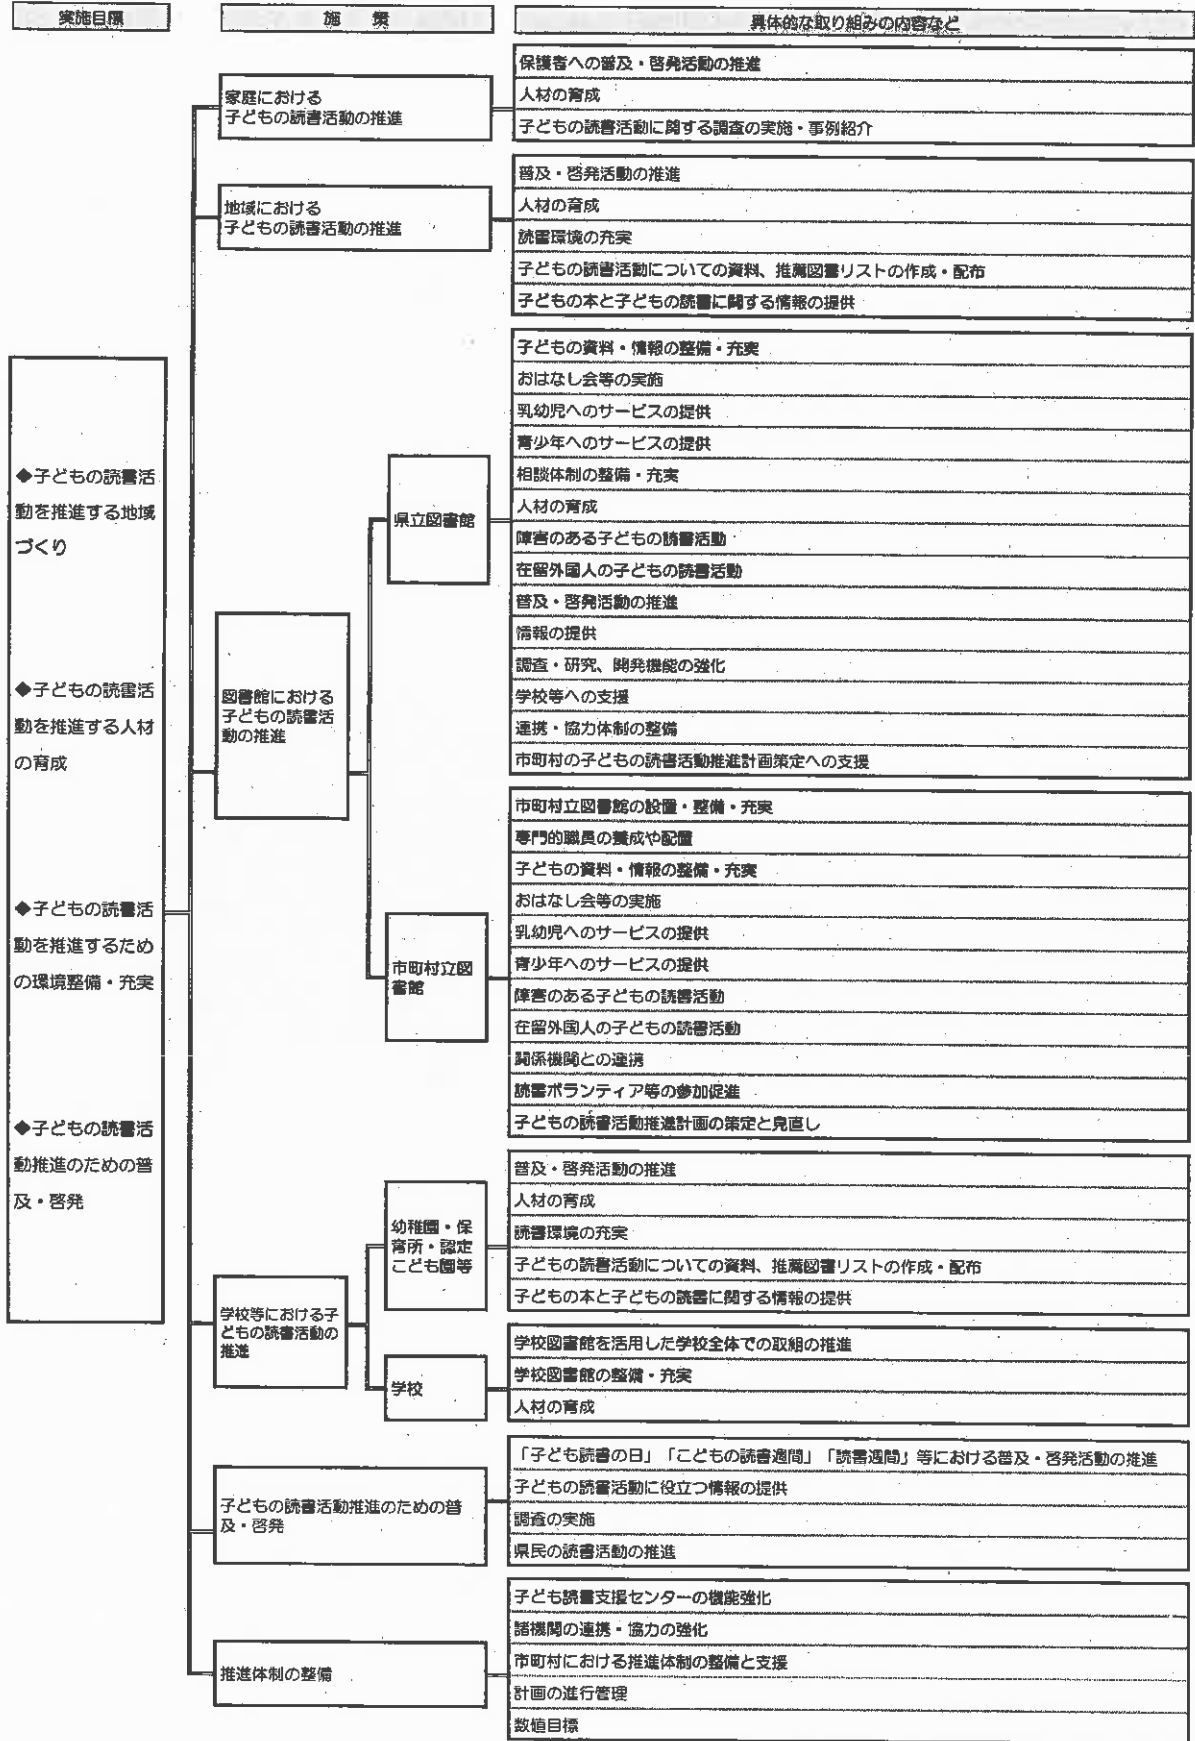 実施目標
施 策
具体的な取り組みの内容など
◆子どもの読書活
動を推進する地域
づくり
◆子どもの読書活
動を推進する人材
の育成
◆子どもの読書活
動を推進するため
の環境整備・充実
◆子どもの読書活
動推進のための普
及・啓発
家庭における
子どもの読書活動の推進
保護者への普及・啓発活動の推進
人材の育成
子どもの読書活動に関する調査の実施・事例紹介
地域における
子どもの読書活動の推進
普及・啓発活動の推進
人材の育成
読書環境の充実
子どもの読書活動についての資料、推薦図書リストの作成・配布
子どもの本と子どもの読書に関する情報の提供
図書館における
子どもの読書活
動の推進
県立図書館
子どもの資料・情報の整備・充実
おはなし会等の実施
乳幼児へのサービスの提供
青少年へのサービスの提供
相談体制の整備・充実
人材の育成
障害のある子どもの読書活動
在留外国人の子どもの読書活動
普及・啓発活動の推進
情報の提供
調査・研究、開発機能の強化
学校等への支援
連携・協力体制の整備
市町村の子どもの読書活動推進計画策定への支援
市町村立図
書館
市町村立図書館の設置・整備・充実
専門的職員の養成や配置
子どもの資料・情報の整備・充実
おはなし会等の実施
乳幼児へのサービスの提供
青少年へのサービスの提供
障害のある子どもの読書活動
在留外国人の子どもの読書活動
関係機関との連携
読書ボランティア等の参加促進
子どもの読書活動推進計画の策定と見直し
学校等における子
どもの読書活動の
推進
幼稚園・保
育所・認定
こども園等
普及・啓発活動の推進
人材の育成
読書環境の充実
子どもの読書活動についての資料、推薦図書リストの作成・配布
子どもの本と子どもの読書に関する情報の提供
学校
学校図書館を活用した学校全体での取組の推進
学校図書館の整備・充実
人材の育成
子どもの読書活動推進のための普
及・啓発
「子ども読書の日」「こどもの読書週間」「読書週間」等における普及・啓発活動の推進
子どもの読書活動に役立つ情報の提供
調査の実施
県民の読書活動の推進
推進体制の整備
子ども読書支援センターの機能強化
諸機関の連携・協力の強化
市町村における推進体制の整備と支援
計画の進行管理
数値目標